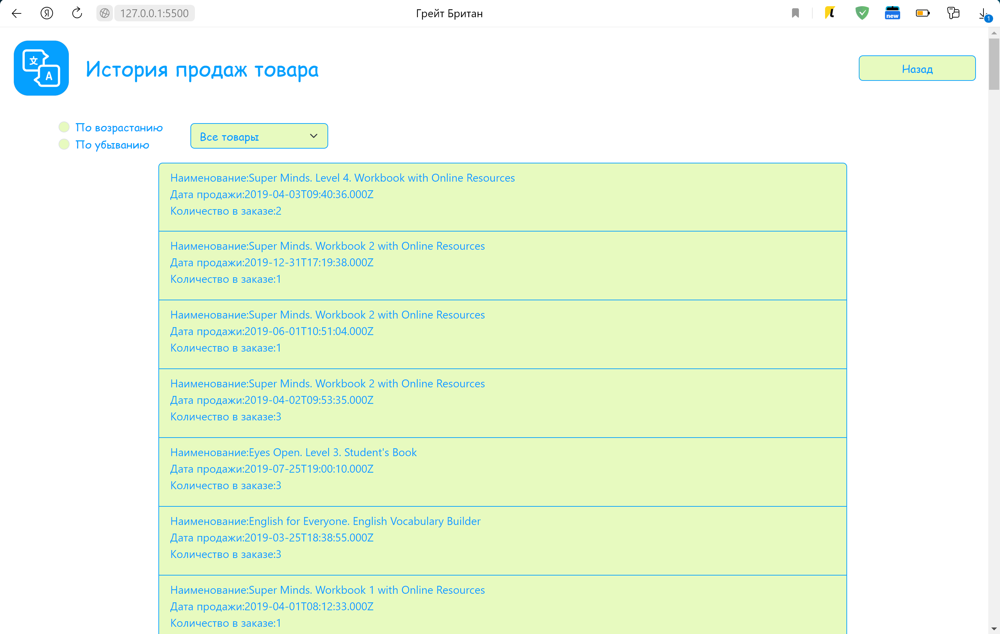 127.0.0.1:5500
Грейт Британ
new
1
文
A
История продаж товара
Назад
По возрастанию
По убыванию
Все товары
Наименование:Super Minds. Level 4. Workbook with Online Resources
Дата продажи:2019-04-03T09:40:36.000Z
Количество в заказе:2
Наименование:Super Minds. Workbook 2 with Online Resources
Дата продажи:2019-12-31T17:19:38.000Z
Количество в заказе:1
Наименование:Super Minds. Workbook 2 with Online Resources
Дата продажи:2019-06-01T10:51:04.000Z
Количество в заказе:1
Наименование:Super Minds. Workbook 2 with Online Resources
Дата продажи:2019-04-02T09:53:35.000Z
Количество в заказе:3
Наименование:Eyes Open. Level 3. Student's Book
Дата продажи:2019-07-25T19:00:10.000Z
Количество в заказе:3
Наименование:English for Everyone. English Vocabulary Builder
Дата продажи:2019-03-25T18:38:55.000Z
Количество в заказе:3
Наименование:Super Minds. Workbook 1 with Online Resources
Дата продажи:2019-04-01T08:12:33.000Z
Количество в заказе:1